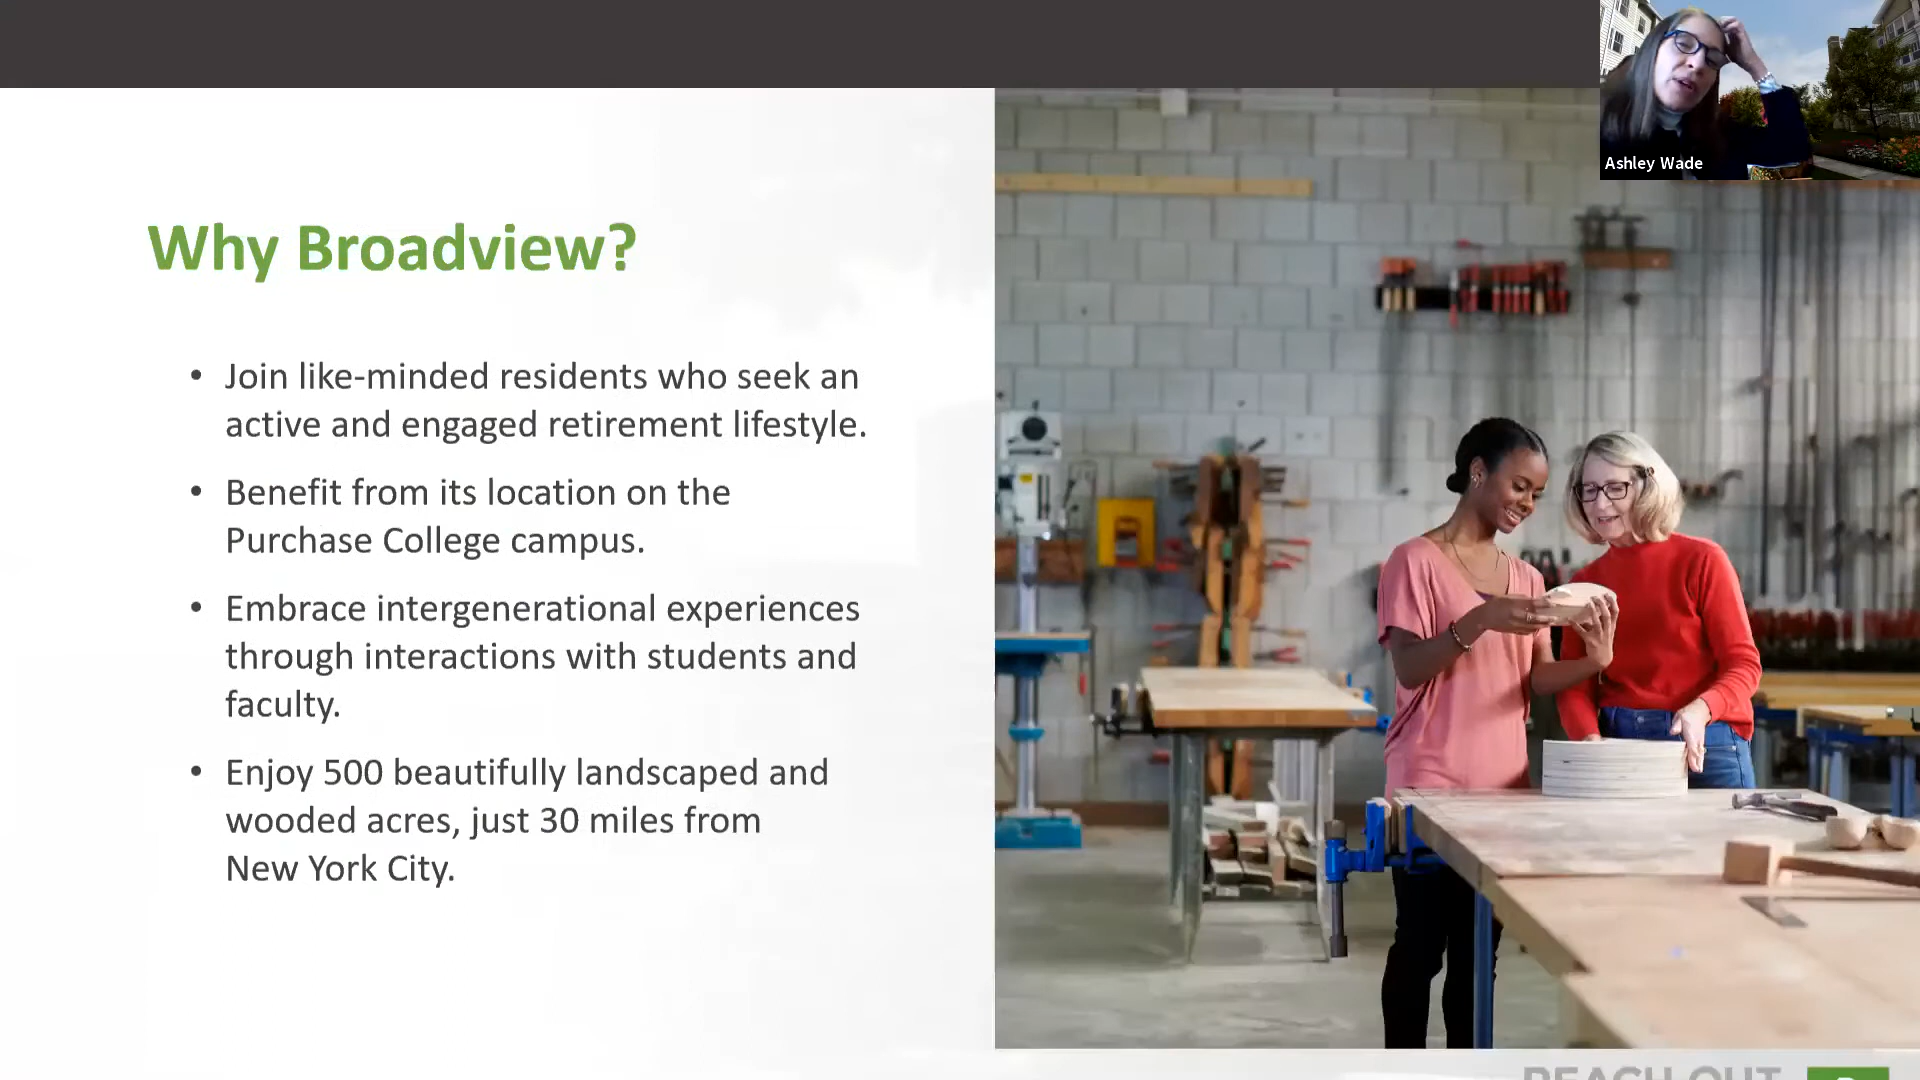 Ashley Wade
Why Broadview?
• Join like-minded residents who seek an
active and engaged retirement lifestyle.
• Benefit from its location on the
Purchase College campus.
• Embrace intergenerational experiences
through interactions with students and
faculty.
• Enjoy 500 beautifully landscaped and
wooded acres, just 30 miles from
New York City.
REACH OUT